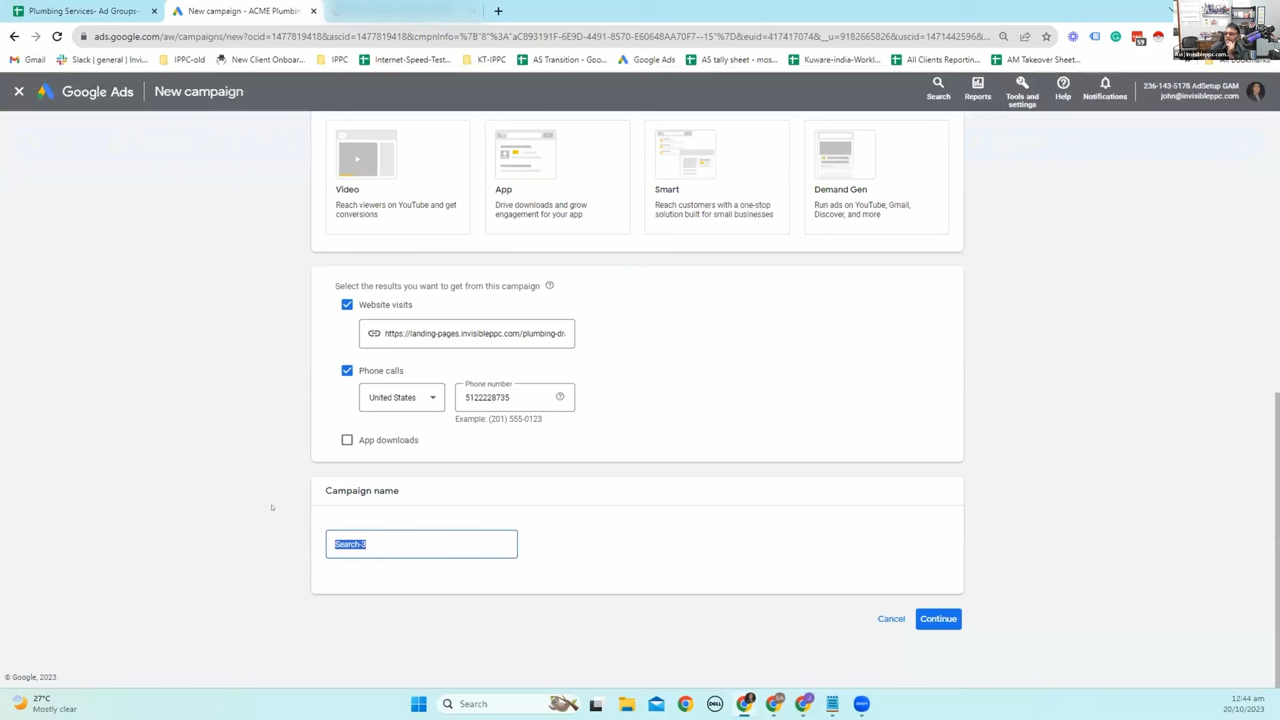 Plumbing Services- Ad Groups-
New campaign - ACME Plumbin
ads.google.com/aw/campaigns/new?ocid=1477819418&ascid=1477819418&cmpnInfo=%7B"8"%3A"AC891F
-6E9D-4491-8570-E60648AA70F7--15"%7D&euid=417417074&__u=9182665826&uscid=1471442596...
59
Gmail
Slack | general | Invi...
IPPC-old
New Client Onboar...
IPPC
Internet-Speed-Test...
AS Transition - Goo...
Google Ads
AS tally sheet - mos...
Kuware-india-World...
All Clients Reportin...
AM Takeover Sheet...
All Bookmarks
Google Ads
New campaign
Search
Reports
Tools and settings
Help
Notifications
236-143-5178 AdSetup GAM
john@invisibleppc.com
Video
Reach viewers on YouTube and get
conversions
App
Drive downloads and grow
engagement for your app
Smart
Reach customers with a one-stop
solution built for small businesses
Demand Gen
Run ads on YouTube, Gmail,
Discover, and more
Select the results you want to get from this campaign
Website visits
https://landing-pages.invisibleppc.com/plumbing-dr
Phone calls
United States
Phone number
5122228735
Example: (201) 555-0123
App downloads
Campaign name
Search-3
Cancel
Continue
© Google, 2023.
27°C
Mostly clear
Search
DELL
zoom
12:44 am
20/10/2023